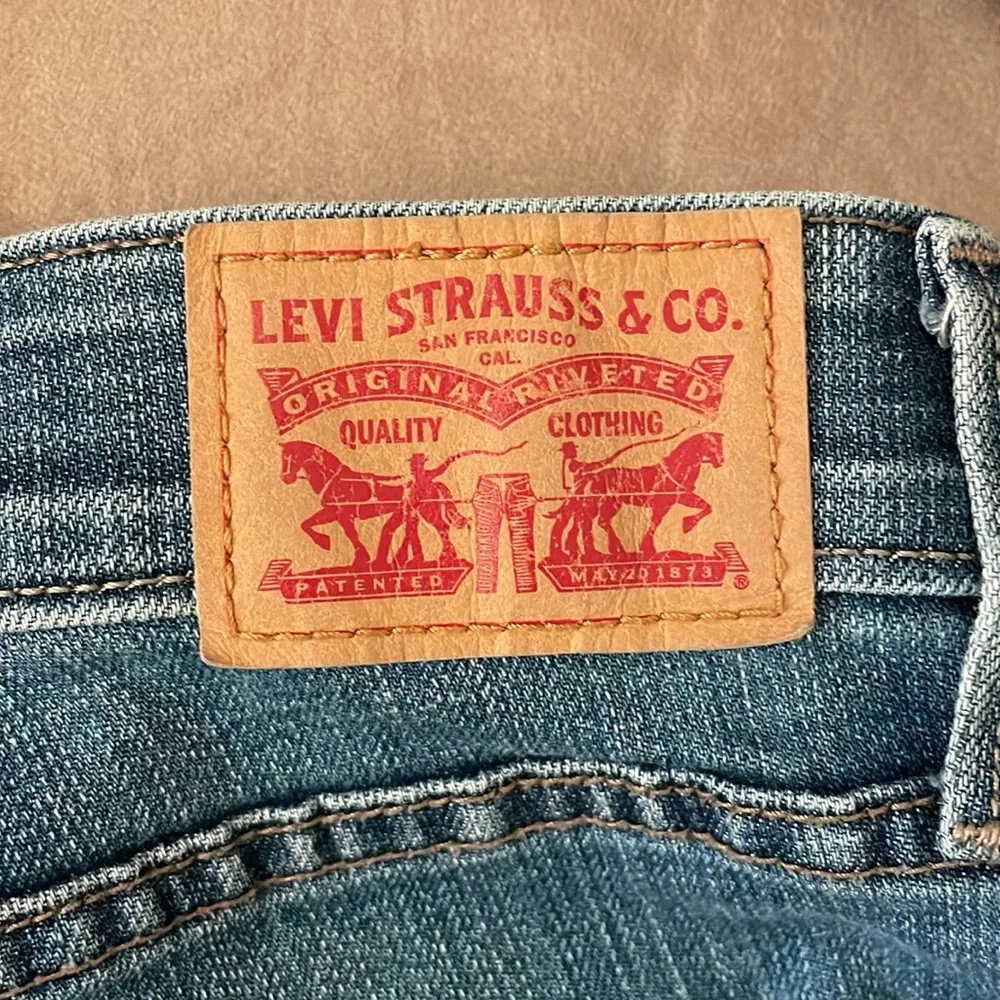 LEVI STRAUSS & CO.
SAN FRANCISCO
CAL.
ORIGINAL RIVETED
QUALITY CLOTHING
PATENTED MAY 20 1873 ®